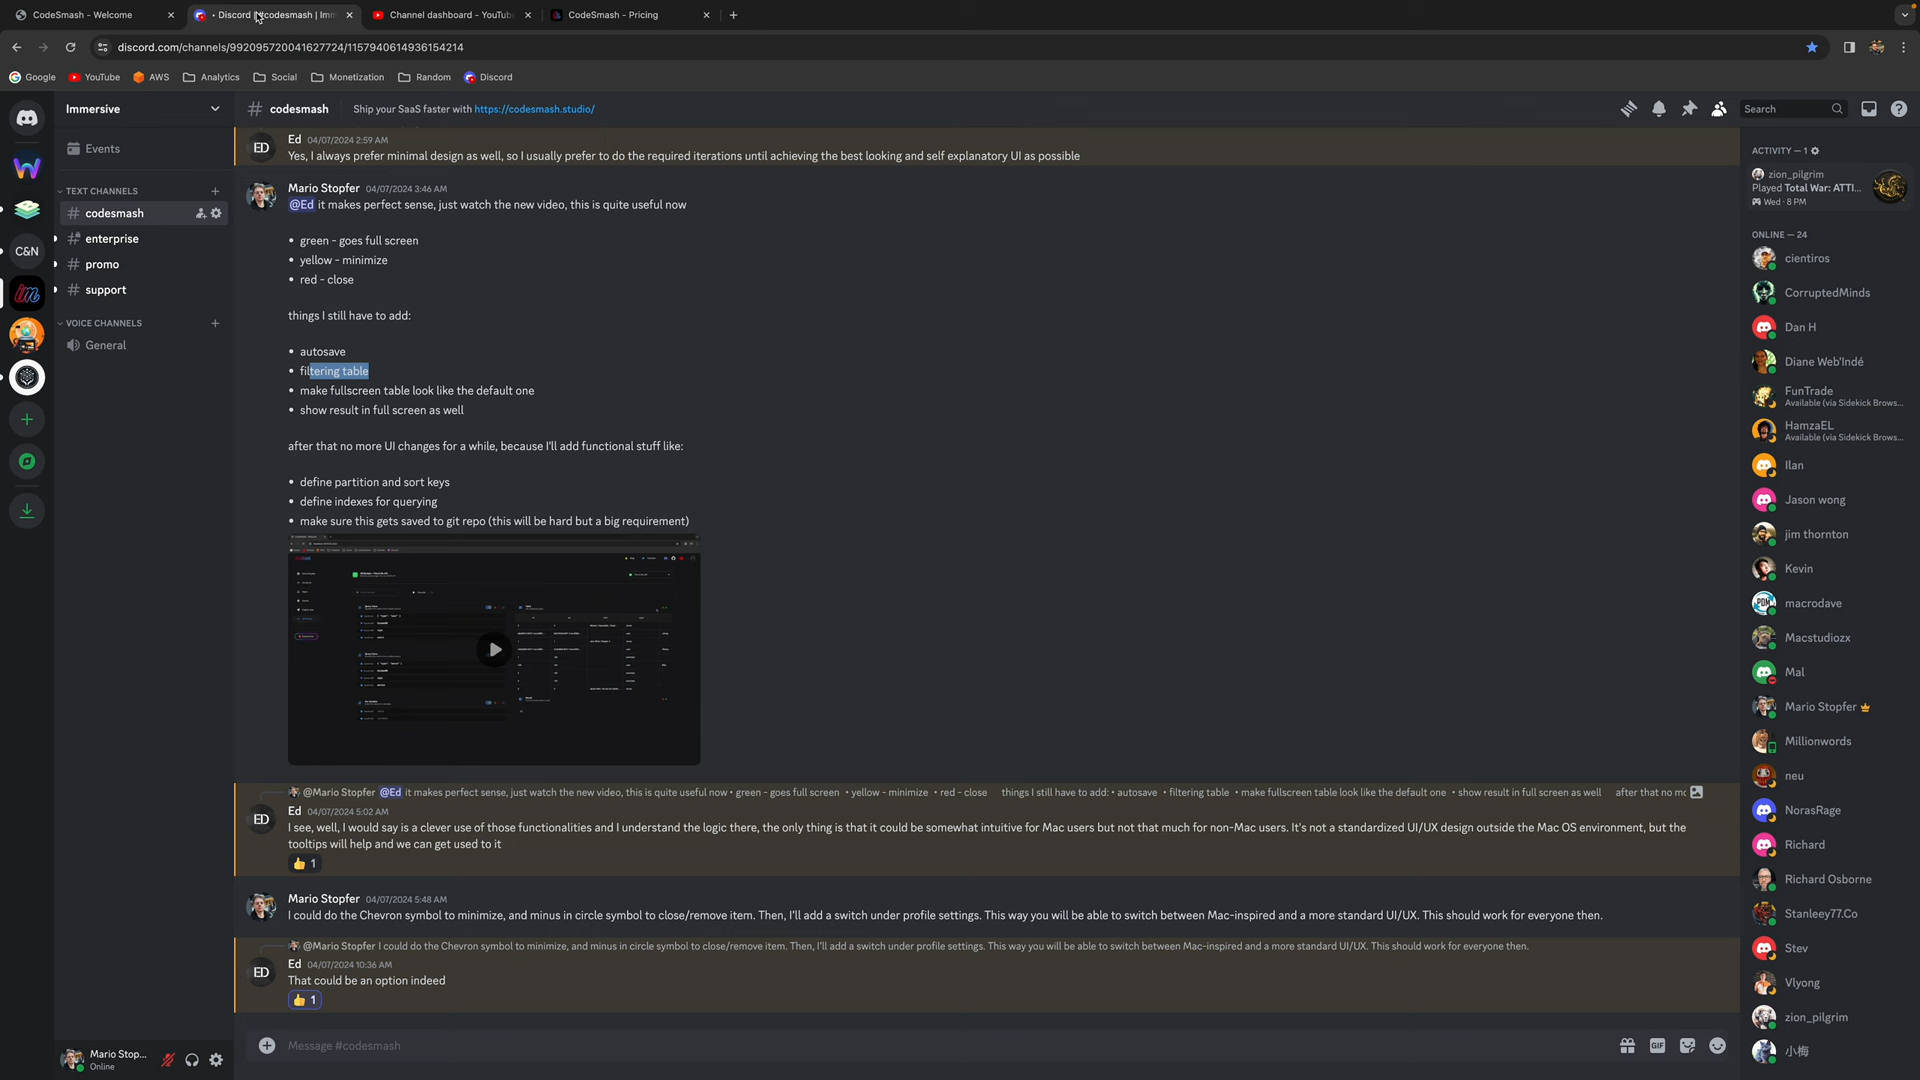 CodeSmash - Welcome
Channel dashboard - YouTube
CodeSmash - Pricing
discord.com/channels/992095720041627724/1157940614936154214
Google
YouTube
AWS
Analytics
Social
Monetization
Random
Discord
Immersive
codesmash
Ship your SaaS faster with https://codesmash.studio/
Search
Events
TEXT CHANNELS
codesmash
enterprise
promo
support
VOICE CHANNELS
General
C&N
ED
Ed 04/07/2024 2:59 AM
Yes, I always prefer minimal design as well, so I usually prefer to do the required iterations until achieving the best looking and self explanatory UI as possible
Mario Stopfer 04/07/2024 3:46 AM
@Ed it makes perfect sense, just watch the new video, this is quite useful now
• green - goes full screen
• yellow - minimize
• red - close
things I still have to add:
• autosave
• filtering table
• make fullscreen table look like the default one
• show result in full screen as well
after that no more UI changes for a while, because I'll add functional stuff like:
• define partition and sort keys
• define indexes for querying
• make sure this gets saved to git repo (this will be hard but a big requirement)
@Mario Stopfer @Ed it makes perfect sense, just watch the new video, this is quite useful now • green - goes full screen • yellow - minimize • red - close things I still have to add: • autosave • filtering table • make fullscreen table look like the default one • show result in full screen as well after that no mo
ED
Ed 04/07/2024 5:02 AM
I see, well, I would say is a clever use of those functionalities and I understand the logic there, the only thing is that it could be somewhat intuitive for Mac users but not that much for non-Mac users. It's not a standardized UI/UX design outside the Mac OS environment, but the
tooltips will help and we can get used to it
👍 1
Mario Stopfer 04/07/2024 5:48 AM
I could do the Chevron symbol to minimize, and minus in circle symbol to close/remove item. Then, I'll add a switch under profile settings. This way you will be able to switch between Mac-inspired and a more standard UI/UX. This should work for everyone then.
@Mario Stopfer I could do the Chevron symbol to minimize, and minus in circle symbol to close/remove item. Then, I'll add a switch under profile settings. This way you will be able to switch between Mac-inspired and a more standard UI/UX. This should work for everyone then.
ED
Ed 04/07/2024 10:36 AM
That could be an option indeed
👍 1
Message #codesmash
GIF
Mario Stop...
Online
ACTIVITY — 1
zion_pilgrim
Played Total War: ATTI...
Wed - 8 PM
ONLINE — 24
cientiros
CorruptedMinds
Dan H
Diane Web'Indé
FunTrade
Available (via Sidekick Brows...
HamzaEL
Available (via Sidekick Brows...
Ilan
Jason wong
jim thornton
Kevin
macrodave
Macstudiozx
Mal
Mario Stopfer
Millionwords
neu
NorasRage
Richard
Richard Osborne
Stanleey77.Co
Stev
Vlyong
zion_pilgrim
小梅